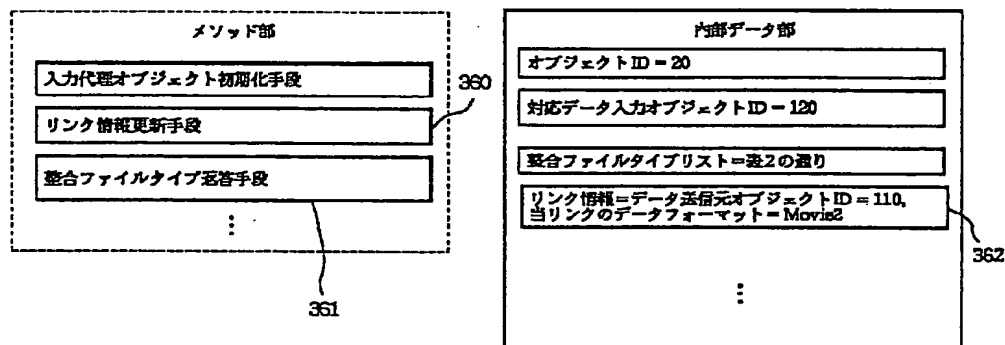 メソッド部
入力代理オブジェクト初期化手段
リンク情報更新手段
整合ファイルタイプ返答手段
360
361
内部データ部
オブジェクトID=20
対応データ入力オブジェクトID=120
整合ファイルタイプリスト=表2の通り
リンク情報=データ送信元オブジェクトID=110,
当リンクのデータフォーマット=Movie2
362